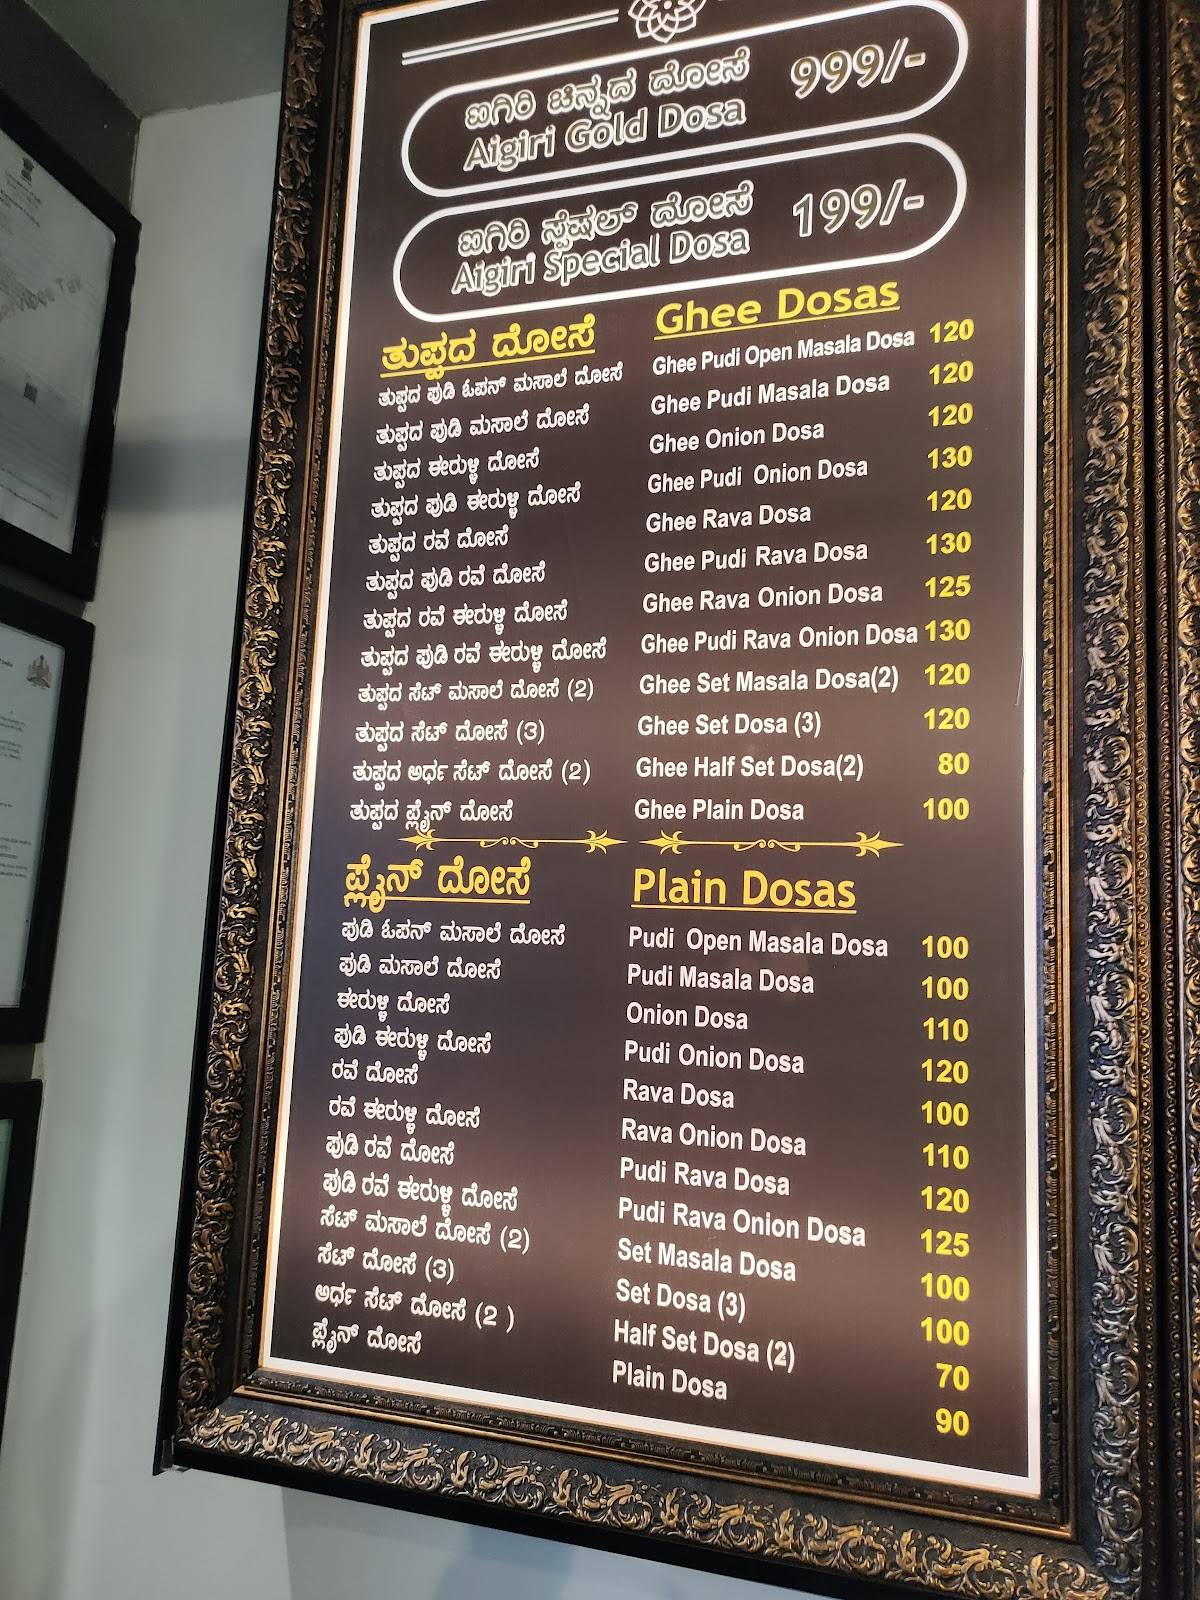 ಐಗಿರಿ ಚಿನ್ನದ ದೋಸೆ 999/-
Aigiri Gold Dosa
ಐಗಿರಿ ಸ್ಪೆಷಲ್ ದೋಸೆ 199/-
Aigiri Special Dosa
ತುಪ್ಪದ ದೋಸೆ Ghee Dosas
ತುಪ್ಪದ ಪುಡಿ ಓಪನ್ ಮಸಾಲೆ ದೋಸೆ Ghee Pudi Open Masala Dosa 120
ತುಪ್ಪದ ಪುಡಿ ಮಸಾಲೆ ದೋಸೆ Ghee Pudi Masala Dosa 120
ತುಪ್ಪದ ಈರುಳ್ಳಿ ದೋಸೆ Ghee Onion Dosa 120
ತುಪ್ಪದ ಪುಡಿ ಈರುಳ್ಳಿ ದೋಸೆ Ghee Pudi Onion Dosa 130
ತುಪ್ಪದ ರವೆ ದೋಸೆ Ghee Rava Dosa 120
ತುಪ್ಪದ ಪುಡಿ ರವೆ ದೋಸೆ Ghee Pudi Rava Dosa 130
ತುಪ್ಪದ ರವೆ ಈರುಳ್ಳಿ ದೋಸೆ Ghee Rava Onion Dosa 125
ತುಪ್ಪದ ಪುಡಿ ರವೆ ಈರುಳ್ಳಿ ದೋಸೆ Ghee Pudi Rava Onion Dosa 130
ತುಪ್ಪದ ಸೆಟ್ ಮಸಾಲೆ ದೋಸೆ (2) Ghee Set Masala Dosa(2) 120
ತುಪ್ಪದ ಸೆಟ್ ದೋಸೆ (3) Ghee Set Dosa (3) 120
ತುಪ್ಪದ ಅರ್ಧ ಸೆಟ್ ದೋಸೆ (2) Ghee Half Set Dosa(2) 80
ತುಪ್ಪದ ಪ್ಲೈನ್ ದೋಸೆ Ghee Plain Dosa 100
ಪ್ಲೈನ್ ದೋಸೆ Plain Dosas
ಪುಡಿ ಓಪನ್ ಮಸಾಲೆ ದೋಸೆ Pudi Open Masala Dosa 100
ಪುಡಿ ಮಸಾಲೆ ದೋಸೆ Pudi Masala Dosa 100
ಈರುಳ್ಳಿ ದೋಸೆ Onion Dosa 110
ಪುಡಿ ಈರುಳ್ಳಿ ದೋಸೆ Pudi Onion Dosa 120
ರವೆ ದೋಸೆ Rava Dosa 100
ರವೆ ಈರುಳ್ಳಿ ದೋಸೆ Rava Onion Dosa 110
ಪುಡಿ ರವೆ ದೋಸೆ Pudi Rava Dosa 120
ಪುಡಿ ರವೆ ಈರುಳ್ಳಿ ದೋಸೆ Pudi Rava Onion Dosa 125
ಸೆಟ್ ಮಸಾಲೆ ದೋಸೆ (2) Set Masala Dosa 100
ಸೆಟ್ ದೋಸೆ (3) Set Dosa (3) 100
ಅರ್ಧ ಸೆಟ್ ದೋಸೆ (2 ) Half Set Dosa (2) 70
ಪ್ಲೈನ್ ದೋಸೆ Plain Dosa 90